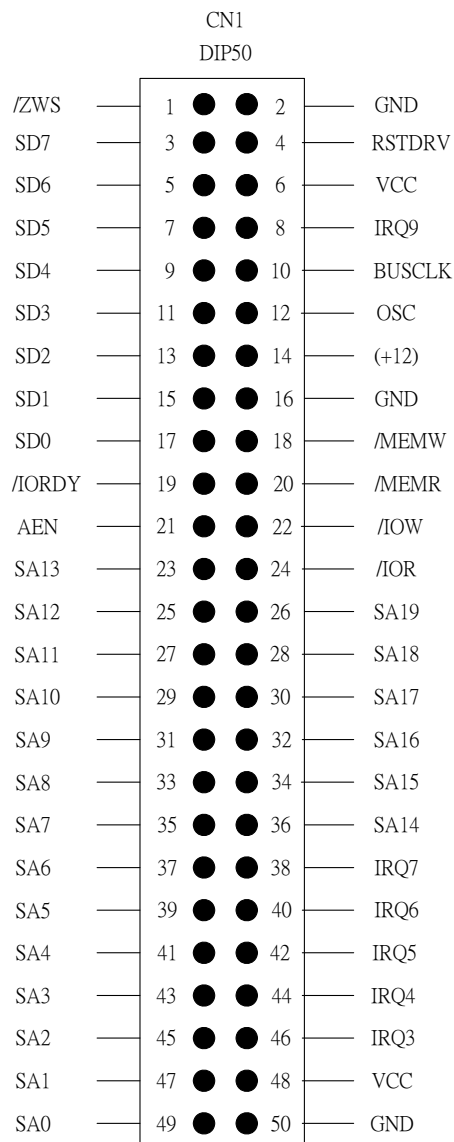 CN1
DIP50
/ZWS 1 2 GND
SD7 3 4 RSTDRV
SD6 5 6 VCC
SD5 7 8 IRQ9
SD4 9 10 BUSCLK
SD3 11 12 OSC
SD2 13 14 (+12)
SD1 15 16 GND
SD0 17 18 /MEMW
/IORDY 19 20 /MEMR
AEN 21 22 /IOW
SA13 23 24 /IOR
SA12 25 26 SA19
SA11 27 28 SA18
SA10 29 30 SA17
SA9 31 32 SA16
SA8 33 34 SA15
SA7 35 36 SA14
SA6 37 38 IRQ7
SA5 39 40 IRQ6
SA4 41 42 IRQ5
SA3 43 44 IRQ4
SA2 45 46 IRQ3
SA1 47 48 VCC
SA0 49 50 GND